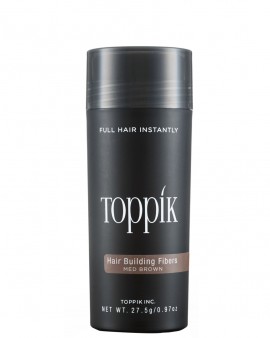 FULL HAIR INSTANTLY
Toppik
Hair Building Fibers
MED BROWN
TOPPIK INC.
NET WT. 27.5g/0.97oz